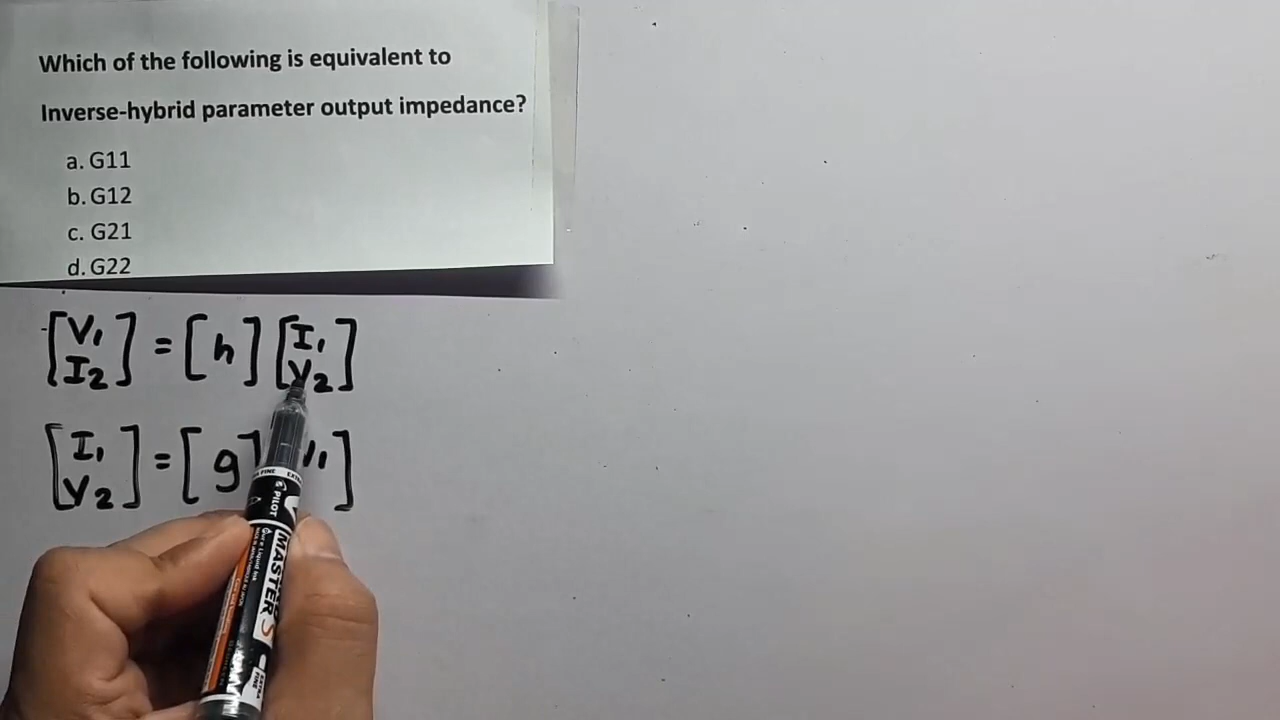 Which of the following is equivalent to
Inverse-hybrid parameter output impedance?
a. G11
b. G12
c. G21
d. G22
[V1 I2] = [h] [I1 V2]
[I1 V2] = [g] V1 ]
PILOT
MASTER